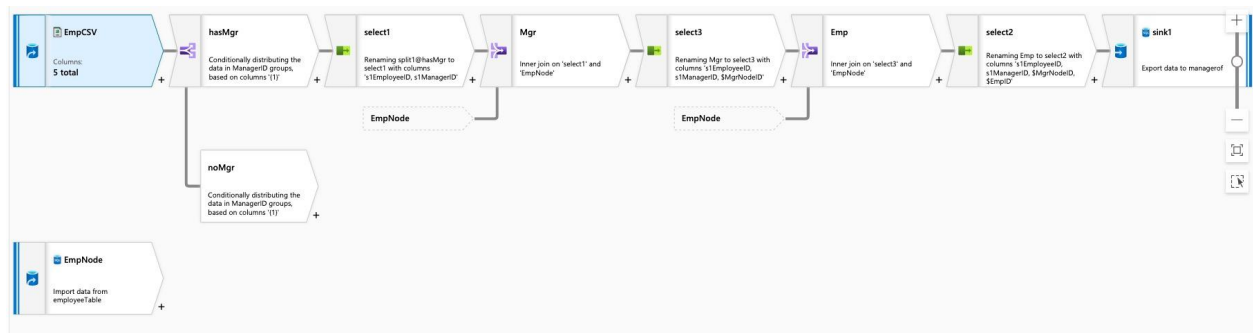 EmpCSV
Columns:
5 total
+
hasMgr
Conditionally distributing the
data in ManagerID groups,
based on columns '{1}'
+
select1
Renaming split1@hasMgr to
select1 with columns
's1EmployeeID, s1ManagerID'
+
Mgr
Inner join on 'select1' and
'EmpNode'
+
select3
Renaming Mgr to select3 with
columns 's1EmployeeID,
s1ManagerID, $MgrNodeID'
+
Emp
Inner join on 'select3' and
'EmpNode'
+
select2
Renaming Emp to select2 with
columns 's1EmployeeID,
s1ManagerID, $MgrNodeID,
$EmpID'
+
sink1
Export data to managerof
EmpNode
EmpNode
noMgr
Conditionally distributing the
data in ManagerID groups,
based on columns '{1}'
+
EmpNode
Import data from
employeeTable
+